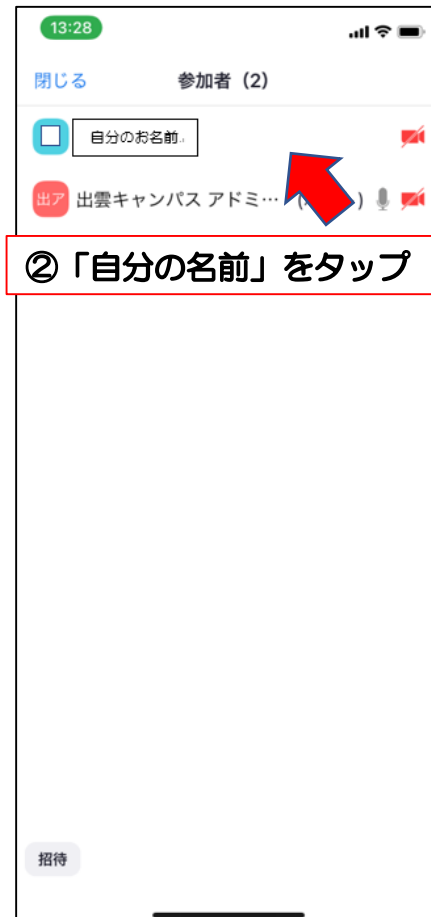 13:28
閉じる 参加者（2）
自分のお名前
出ア 出雲キャンパス アドミ… ( )
②「自分の名前」をタップ
招待